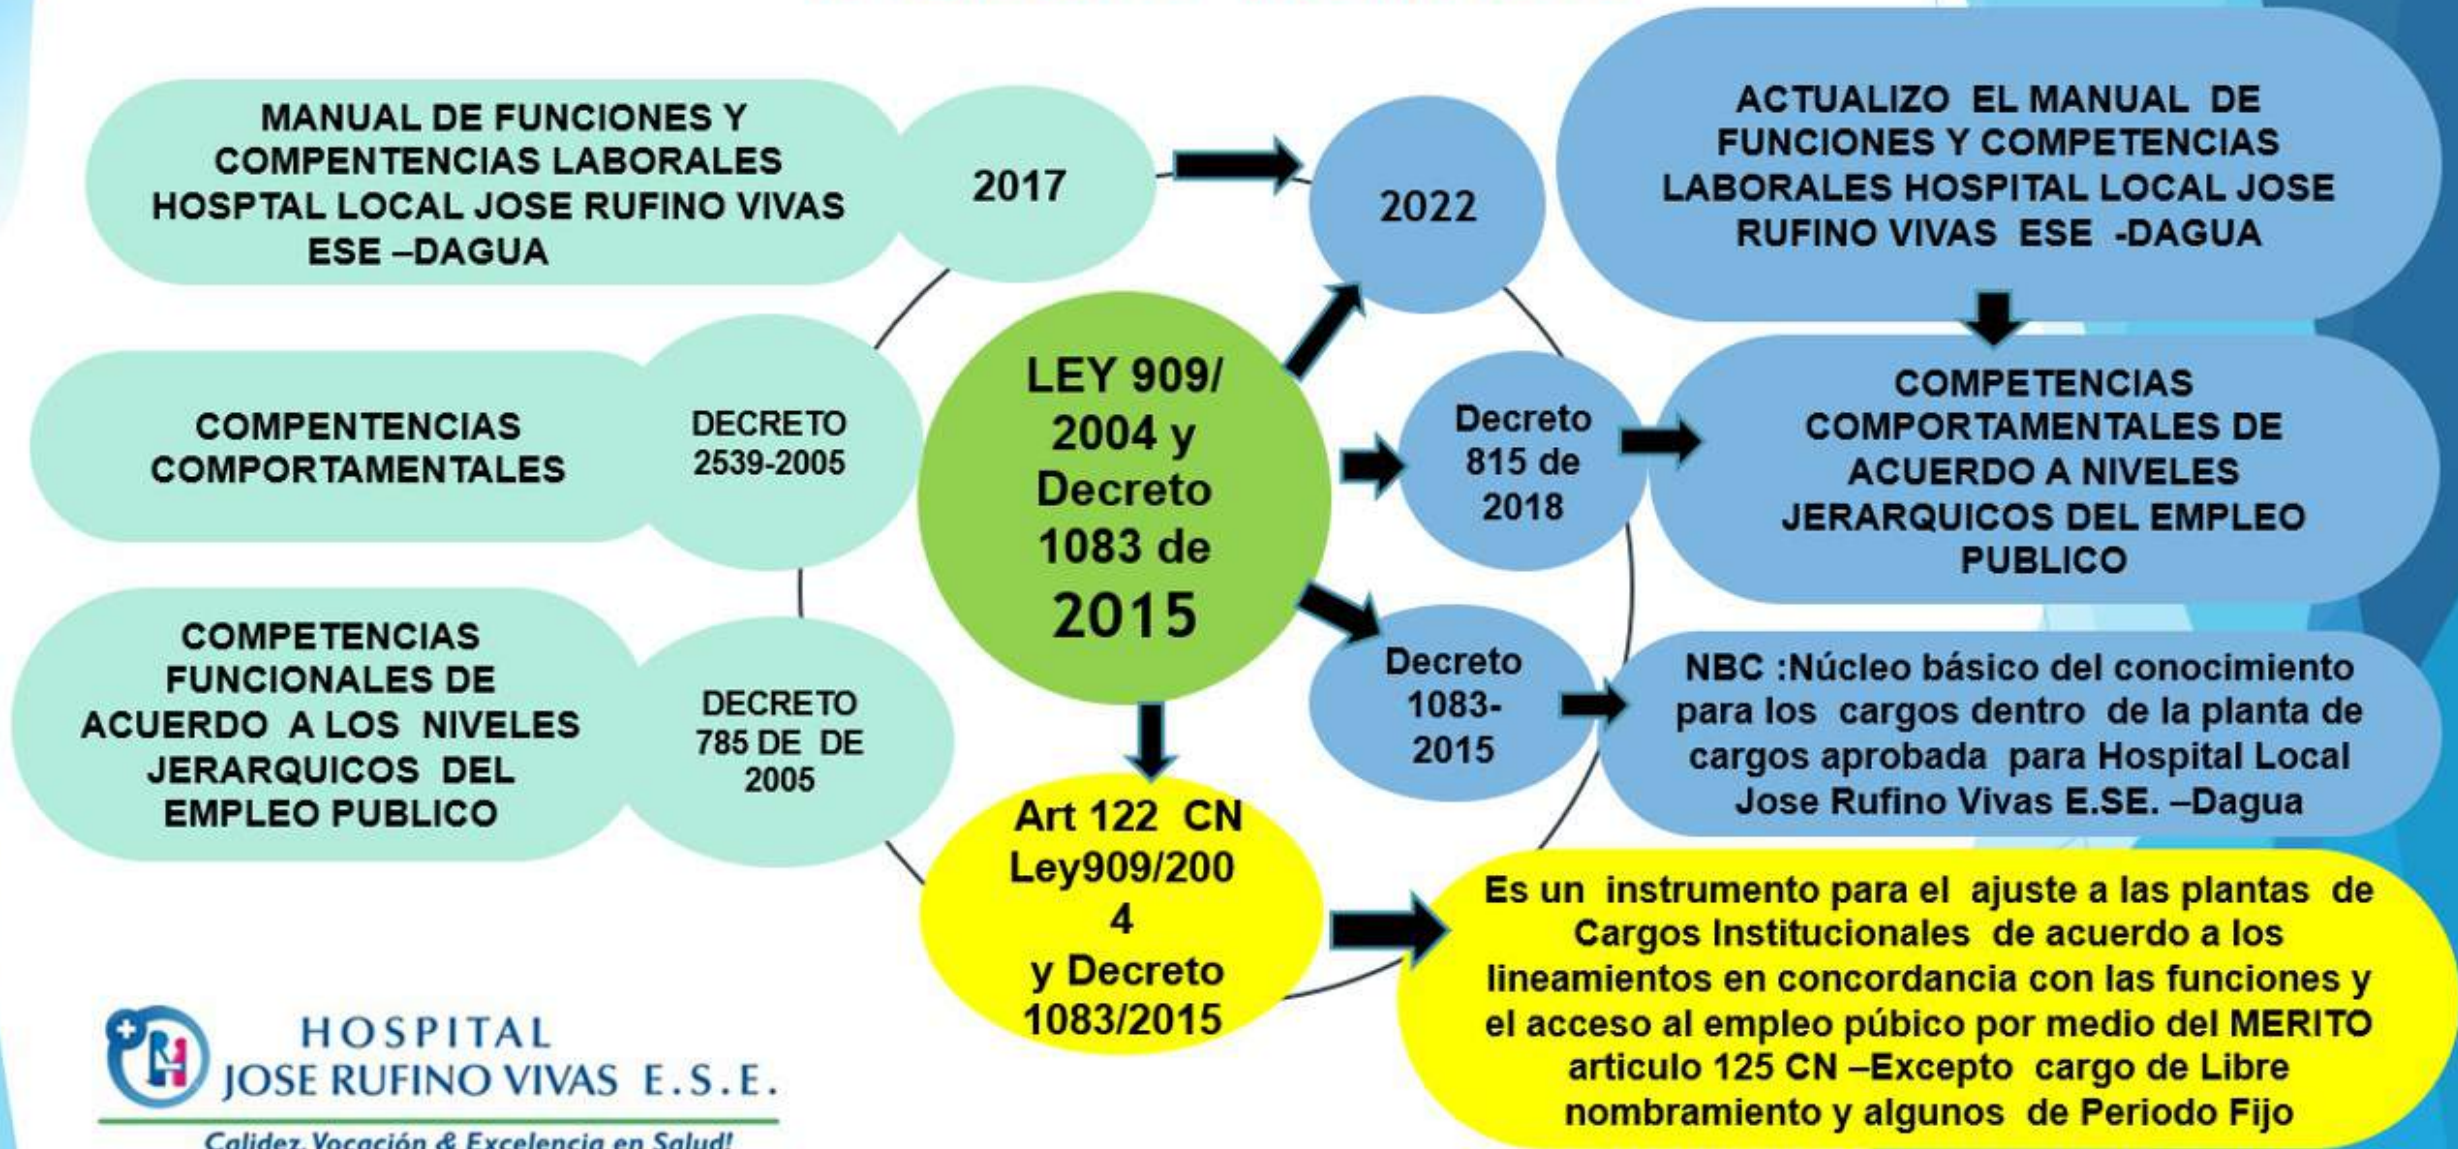 MANUAL DE FUNCIONES Y
COMPENTENCIAS LABORALES
HOSPTAL LOCAL JOSE RUFINO VIVAS
ESE –DAGUA
2017
2022
ACTUALIZO EL MANUAL DE
FUNCIONES Y COMPETENCIAS
LABORALES HOSPITAL LOCAL JOSE
RUFINO VIVAS ESE -DAGUA
COMPENTENCIAS
COMPORTAMENTALES
DECRETO
2539-2005
LEY 909/
2004 y
Decreto
1083 de
2015
Decreto
815 de
2018
COMPETENCIAS
COMPORTAMENTALES DE
ACUERDO A NIVELES
JERARQUICOS DEL EMPLEO
PUBLICO
COMPETENCIAS
FUNCIONALES DE
ACUERDO A LOS NIVELES
JERARQUICOS DEL
EMPLEO PUBLICO
DECRETO
785 DE DE
2005
Decreto
1083-
2015
NBC :Núcleo básico del conocimiento
para los cargos dentro de la planta de
cargos aprobada para Hospital Local
Jose Rufino Vivas E.SE. –Dagua
Art 122 CN
Ley909/200
4
y Decreto
1083/2015
Es un instrumento para el ajuste a las plantas de
Cargos Institucionales de acuerdo a los
lineamientos en concordancia con las funciones y
el acceso al empleo púbico por medio del MERITO
articulo 125 CN –Excepto cargo de Libre
nombramiento y algunos de Periodo Fijo
HOSPITAL
JOSE RUFINO VIVAS E.S.E.
Calidez, Vocación & Excelencia en Salud!